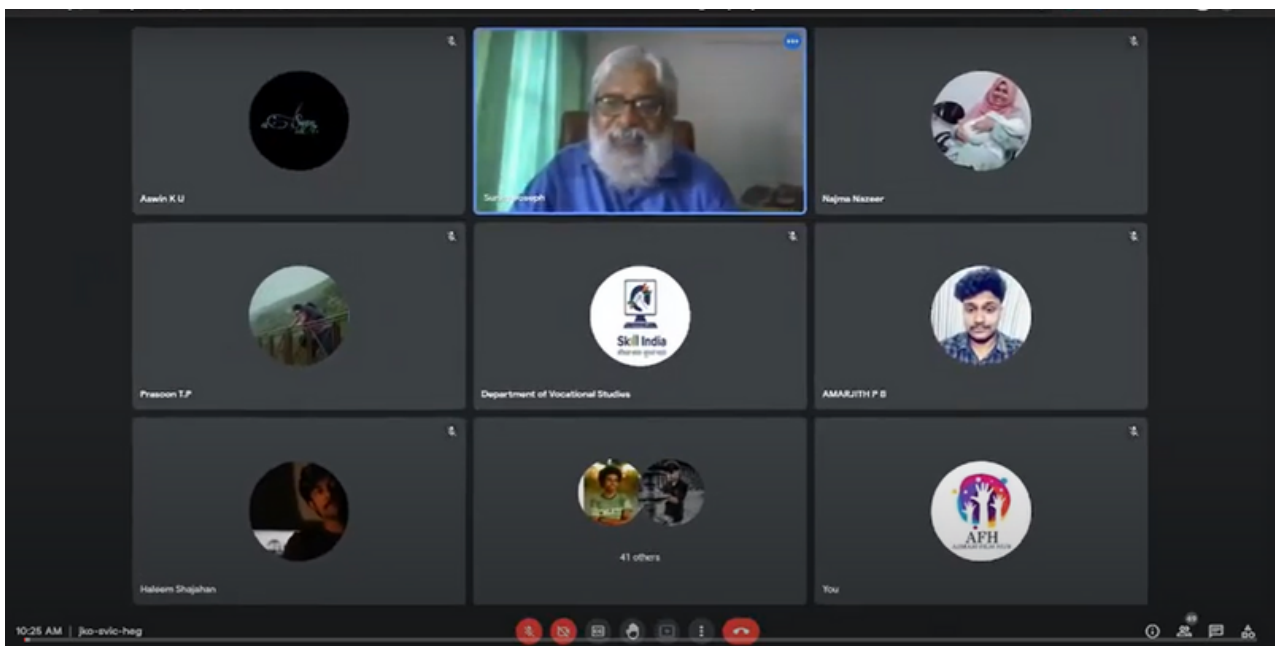 Aswin K U
Najma Nazeer
Prasoon T.P
Skill India
Department of Vocational Studies
AMARJITH P B
Haleem Shajahan
41 others
AFH
You
10:25 AM | jko-svic-heg